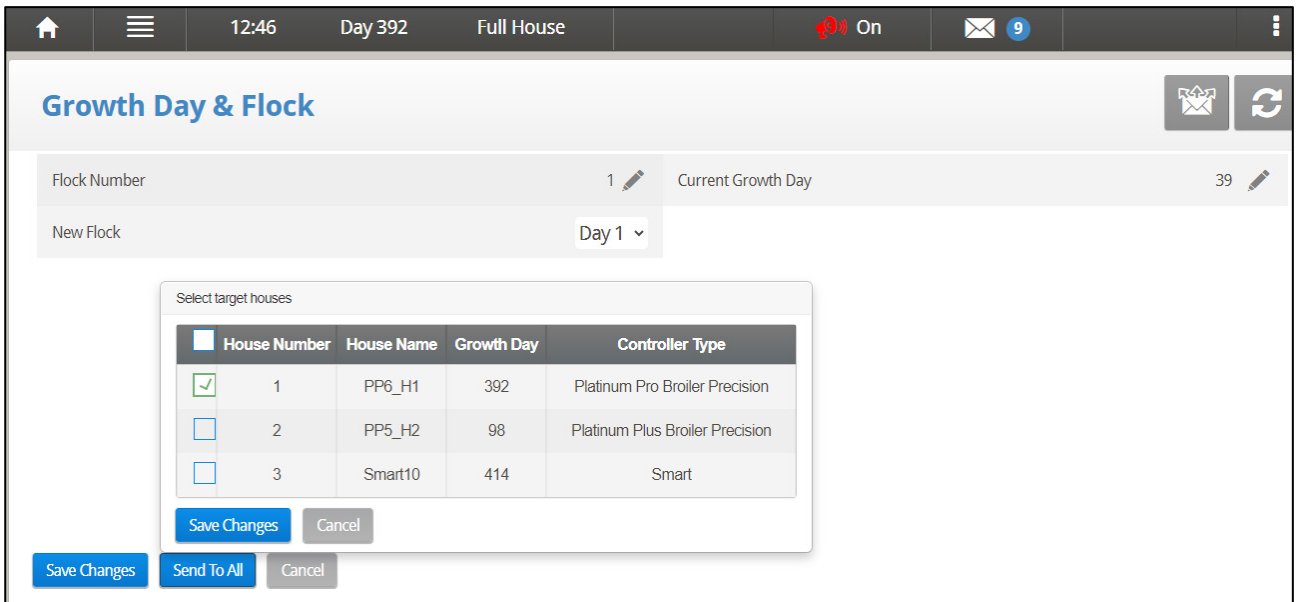 12:46 Day 392 Full House On 9
Growth Day & Flock
Flock Number 1 Current Growth Day 39
New Flock Day 1
Select target houses
House Number House Name Growth Day Controller Type
1 PP6_H1 392 Platinum Pro Broiler Precision
2 PP5_H2 98 Platinum Plus Broiler Precision
3 Smart10 414 Smart
Save Changes Cancel
Save Changes Send To All Cancel